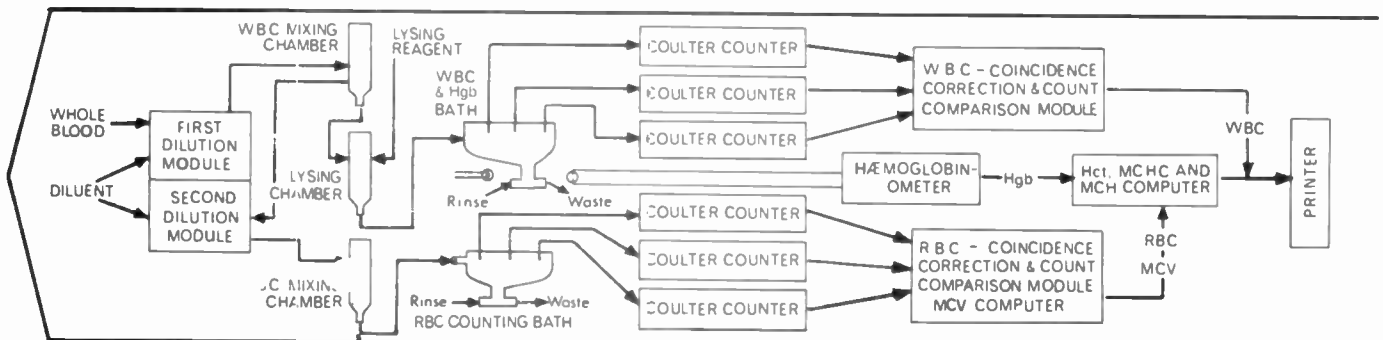 WBC MIXING
CHAMBER
LYSING
REAGENT
WHOLE
BLOOD
DILUENT
FIRST
DILUTION
MODULE
SECOND
DILUTION
MODULE
LYSING
CHAMBER
MIXING
CHAMBER
WBC
& Hgb
BATH
Rinse
Waste
Rinse
Waste
RBC COUNTING BATH
COULTER COUNTER
COULTER COUNTER
COULTER COUNTER
HÆMOGLOBIN-
OMETER
COULTER COUNTER
COULTER COUNTER
COULTER COUNTER
WBC - COINCIDENCE
CORRECTION & COUNT
COMPARISON MODULE
RBC - COINCIDENCE
CORRECTION & COUNT
COMPARISON MODULE
MCV COMPUTER
Hgb
Hct, MCHC AND
MCH COMPUTER
WBC
RBC
MCV
PRINTER